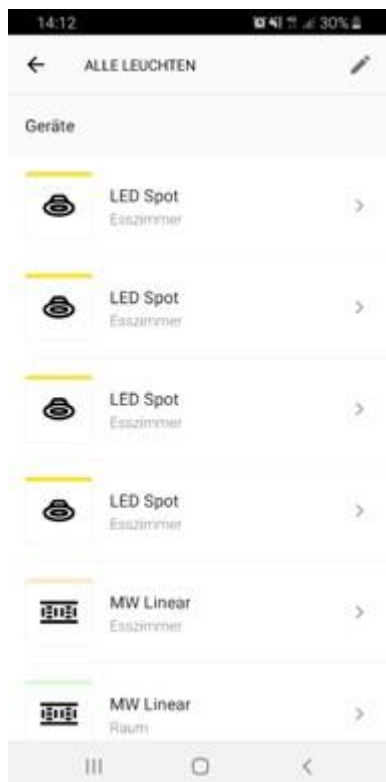 14:12
30%
ALLE LEUCHTEN
Geräte
LED Spot
Esszimmer
LED Spot
Esszimmer
LED Spot
Esszimmer
LED Spot
Esszimmer
MW Linear
Esszimmer
MW Linear
Raum